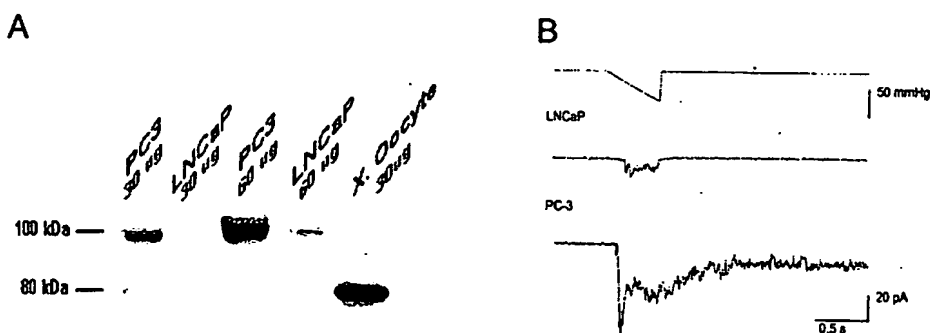 A
PC3
30 ug
LNCaP
30 ug
PC3
60 ug
LNCaP
60 ug
X. Oocyte
30ug
100 kDa
80 kDa
B
50 mmHg
LNCaP
PC-3
20 pA
0.5 s